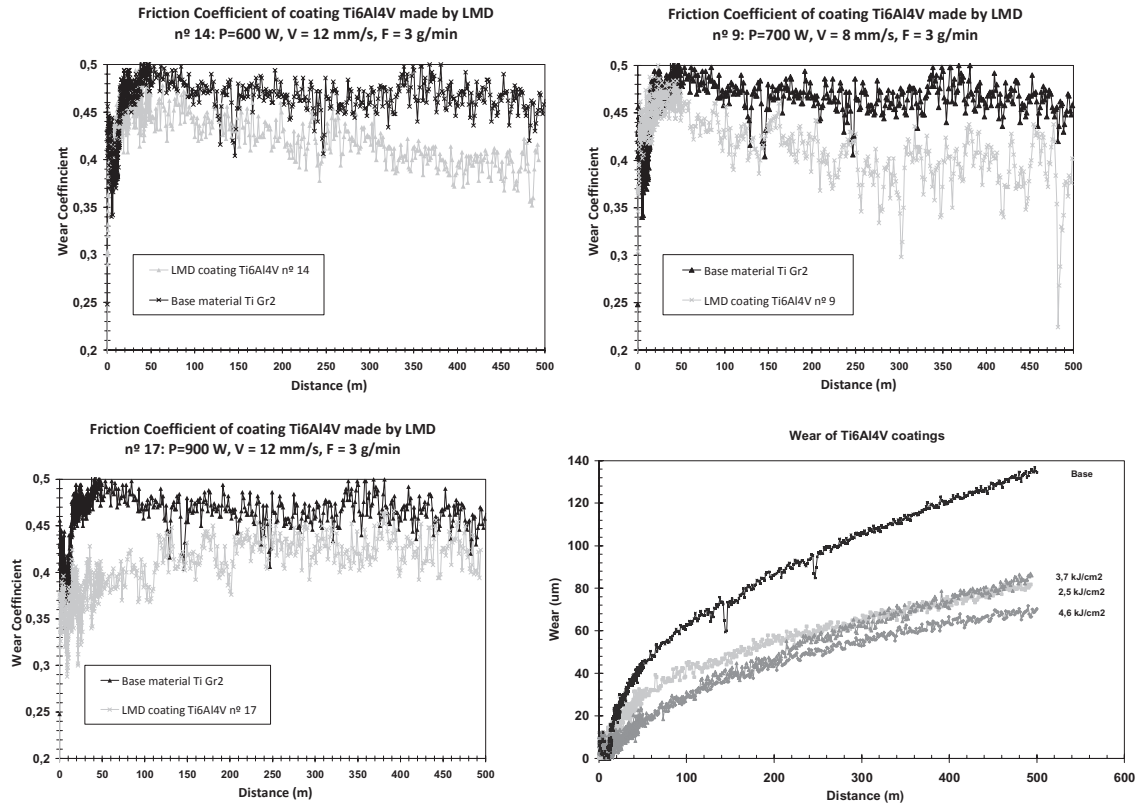 Friction Coefficient of coating Ti6Al4V made by LMD
nº 14: P=600 W, V = 12 mm/s, F = 3 g/min
0,5
0,45
0,4
0,35
0,3
0,25
0,2
Wear Coeffincient
LMD coating Ti6Al4V nº 14
Base material Ti Gr2
0 50 100 150 200 250 300 350 400 450 500
Distance (m)
Friction Coefficient of coating Ti6Al4V made by LMD
nº 9: P=700 W, V = 8 mm/s, F = 3 g/min
0,5
0,45
0,4
0,35
0,3
0,25
0,2
Wear Coeffincient
Base material Ti Gr2
LMD coating Ti6Al4V nº 9
0 50 100 150 200 250 300 350 400 450 500
Distance (m)
Friction Coefficient of coating Ti6Al4V made by LMD
nº 17: P=900 W, V = 12 mm/s, F = 3 g/min
0,5
0,45
0,4
0,35
0,3
0,25
0,2
Wear Coeffincient
Base material Ti Gr2
LMD coating Ti6Al4V nº 17
0 50 100 150 200 250 300 350 400 450 500
Distance (m)
Wear of Ti6Al4V coatings
140
120
100
80
60
40
20
0
Wear (um)
Base
3,7 kJ/cm2
2,5 kJ/cm2
4,6 kJ/cm2
0 100 200 300 400 500 600
Distance (m)